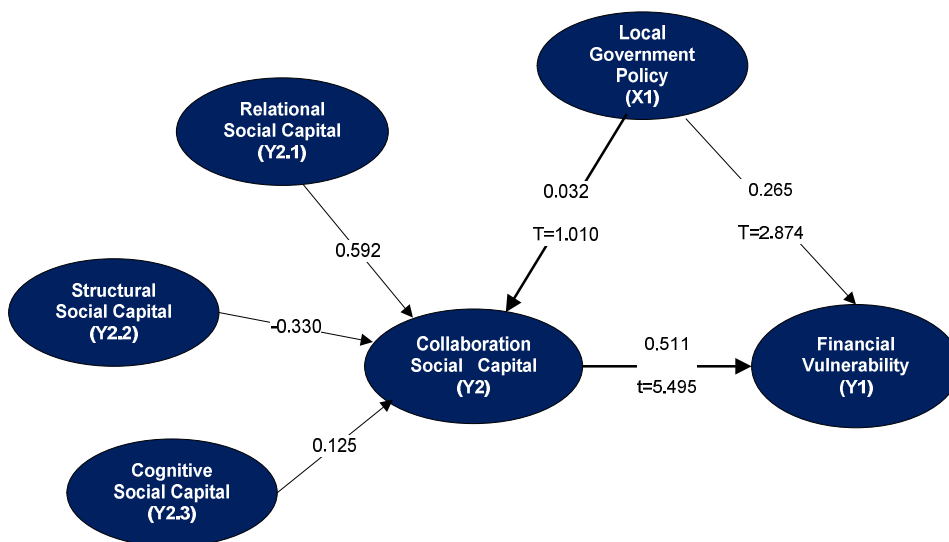 Local
Government
Policy
(X1)
Relational
Social Capital
(Y2.1)
0.032
0.265
T=1.010
T=2.874
0.592
Structural
Social Capital
(Y2.2)
-0.330
Collaboration
Social Capital
(Y2)
0.511
t=5.495
Financial
Vulnerability
(Y1)
0.125
Cognitive
Social Capital
(Y2.3)